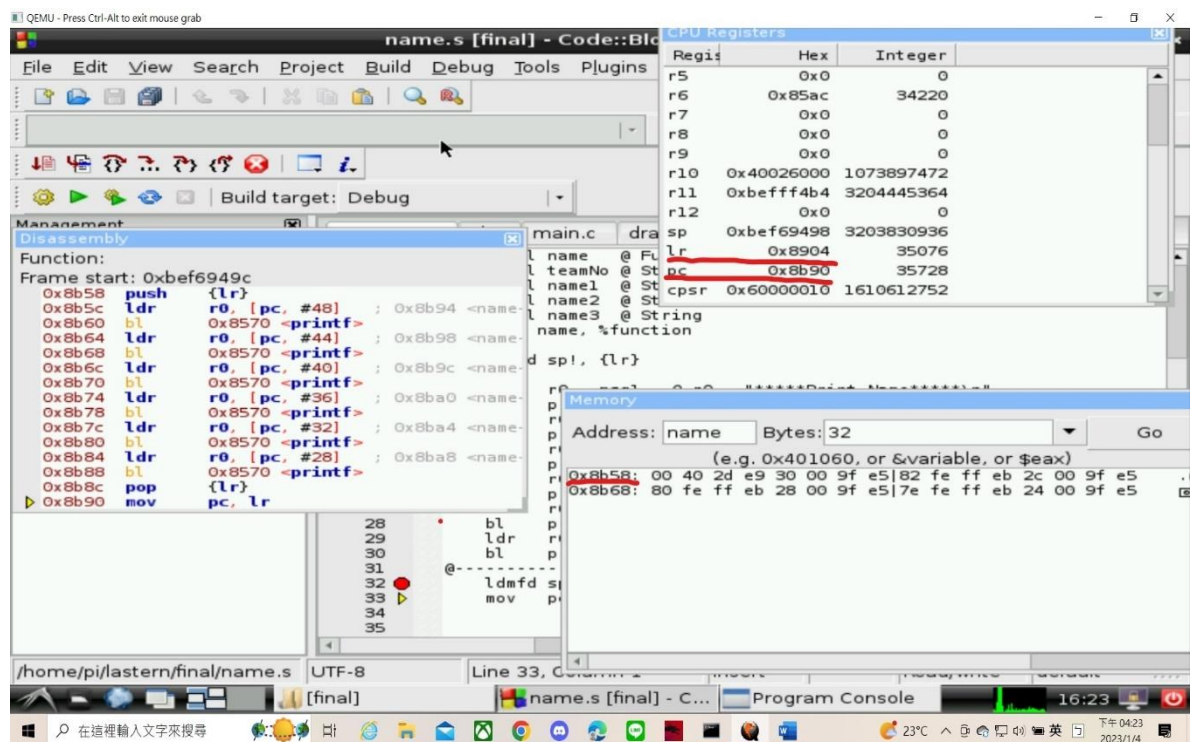 QEMU - Press Ctrl-Alt to exit mouse grab
name.s [final] - Code::Blo
File Edit View Search Project Build Debug Tools Plugins
Build target: Debug
Management
main.c dra
CPU Registers
Regis Hex Integer
r5 0x0 0
r6 0x85ac 34220
r7 0x0 0
r8 0x0 0
r9 0x0 0
r10 0x40026000 1073897472
r11 0xbefff4b4 3204445364
r12 0x0 0
sp 0xbef69498 3203830936
lr 0x8904 35076
pc 0x8b90 35728
cpsr 0x60000010 1610612752
Disassembly
Function:
Frame start: 0xbef6949c
0x8b58 push {lr}
0x8b5c ldr r0, [pc, #48] ; 0x8b94 <name-
0x8b60 bl 0x8570 <printf>
0x8b64 ldr r0, [pc, #44] ; 0x8b98 <name-
0x8b68 bl 0x8570 <printf>
0x8b6c ldr r0, [pc, #40] ; 0x8b9c <name-
0x8b70 bl 0x8570 <printf>
0x8b74 ldr r0, [pc, #36] ; 0x8ba0 <name-
0x8b78 bl 0x8570 <printf>
0x8b7c ldr r0, [pc, #32] ; 0x8ba4 <name-
0x8b80 bl 0x8570 <printf>
0x8b84 ldr r0, [pc, #28] ; 0x8ba8 <name-
0x8b88 bl 0x8570 <printf>
0x8b8c pop {lr}
0x8b90 mov pc, lr
l name @ Fu
l teamNo @ St
l name1 @ St
l name2 @ St
l name3 @ String
name, %function
d sp!, {lr}
Memory
Address: name Bytes: 32 Go
(e.g. 0x401060, or &variable, or $eax)
0x8b58: 00 40 2d e9 30 00 9f e5|82 fe ff eb 2c 00 9f e5
0x8b68: 80 fe ff eb 28 00 9f e5|7e fe ff eb 24 00 9f e5
28 bl p
29 ldr r
30 bl p
31 @----------
32 ldmfd s
33 mov p
34
35
/home/pi/lastern/final/name.s UTF-8 Line 33,
[final] name.s [final] - C... Program Console 16:23
在這裡輸入文字來搜尋 23°C 英 下午 04:23
2023/1/4